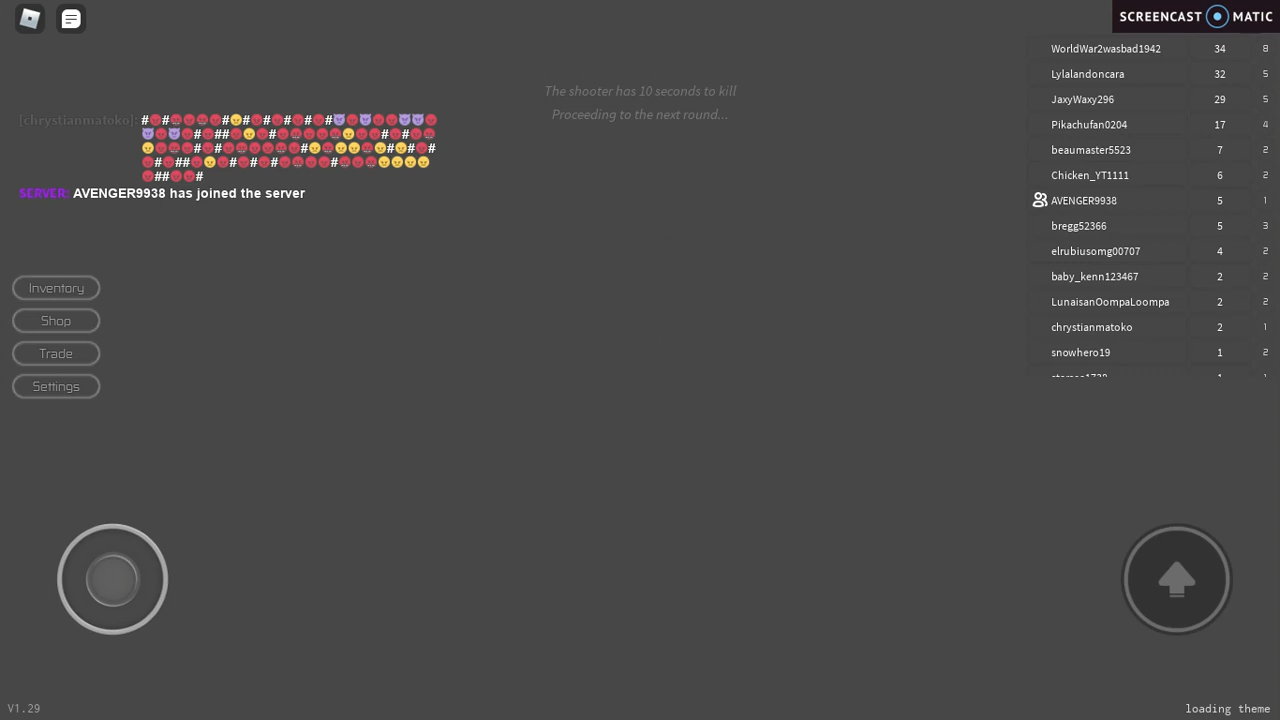 SCREENCAST MATIC
WorldWar2wasbad1942 34 8
Lylalandoncara 32 5
JaxyWaxy296 29 5
Pikachufan0204 17 4
beaumaster5523 7 2
Chicken_YT1111 6 2
AVENGER9938 5 1
bregg52366 5 3
elrubiusomg00707 4 2
baby_kenn123467 2 2
LunaisanOompaLoompa 2 2
chrystianmatoko 2 1
snowhero19 1 2
The shooter has 10 seconds to kill
Proceeding to the next round...
[chrystianmatoko]:
SERVER: AVENGER9938 has joined the server
Inventory
Shop
Trade
Settings
V1.29
loading theme